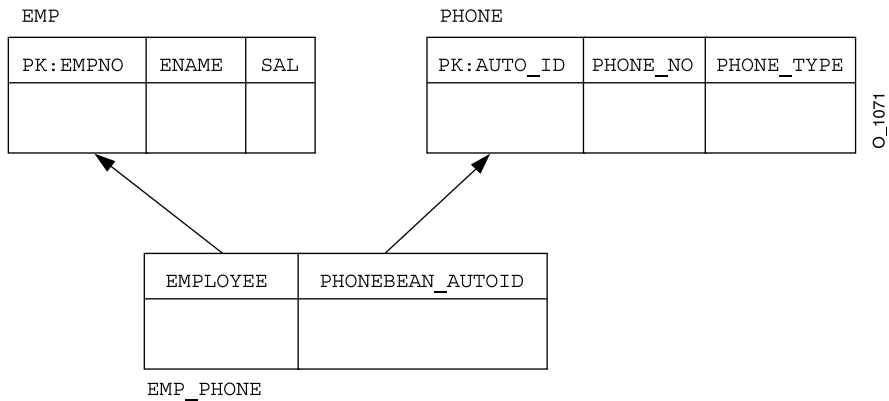 EMP
PHONE
PK:EMPNO ENAME SAL
PK:AUTO_ID PHONE_NO PHONE_TYPE
O_1071
EMPLOYEE PHONEBEAN_AUTOID
EMP_PHONE